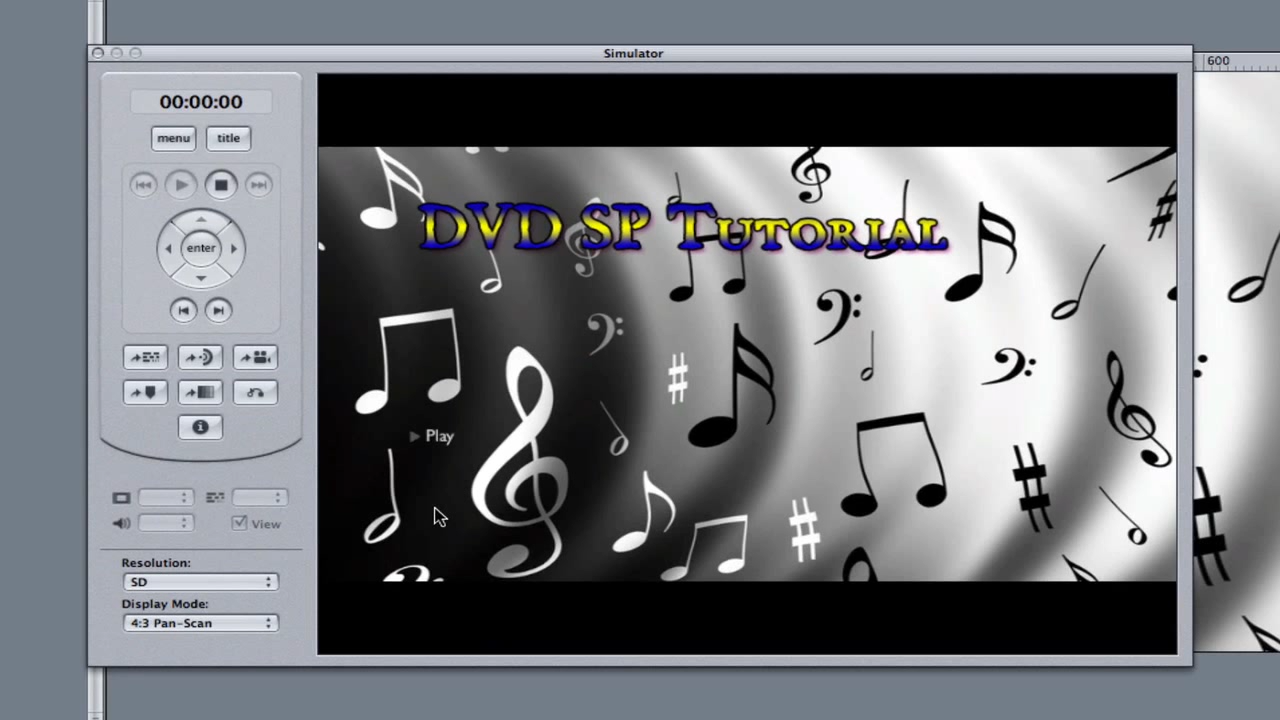 Simulator
600
00:00:00
menu title
DVD SP Tutorial
enter
Play
View
Resolution:
SD
Display Mode:
4:3 Pan-Scan